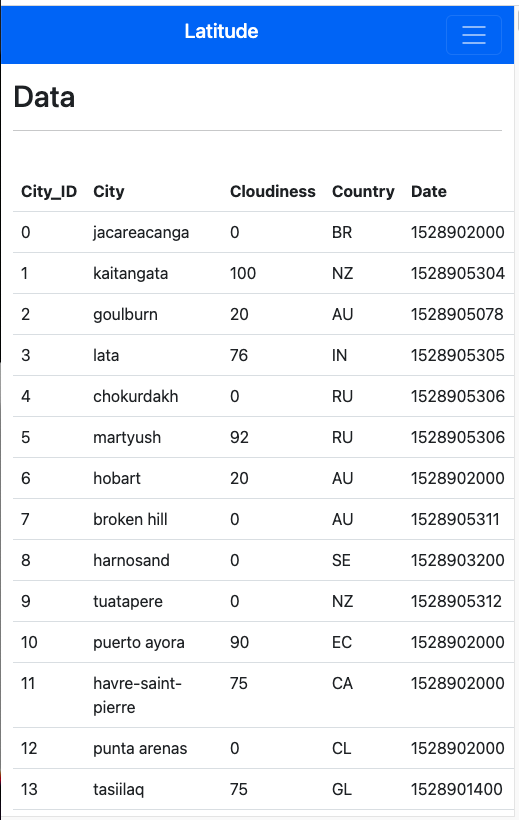 Latitude
Data
City_ID City Cloudiness Country Date
0 jacareacanga 0 BR 1528902000
1 kaitangata 100 NZ 1528905304
2 goulburn 20 AU 1528905078
3 lata 76 IN 1528905305
4 chokurdakh 0 RU 1528905306
5 martyush 92 RU 1528905306
6 hobart 20 AU 1528902000
7 broken hill 0 AU 1528905311
8 harnosand 0 SE 1528903200
9 tuatapere 0 NZ 1528905312
10 puerto ayora 90 EC 1528902000
11 havre-saint- 75 CA 1528902000
pierre
12 punta arenas 0 CL 1528902000
13 tasiilaq 75 GL 1528901400